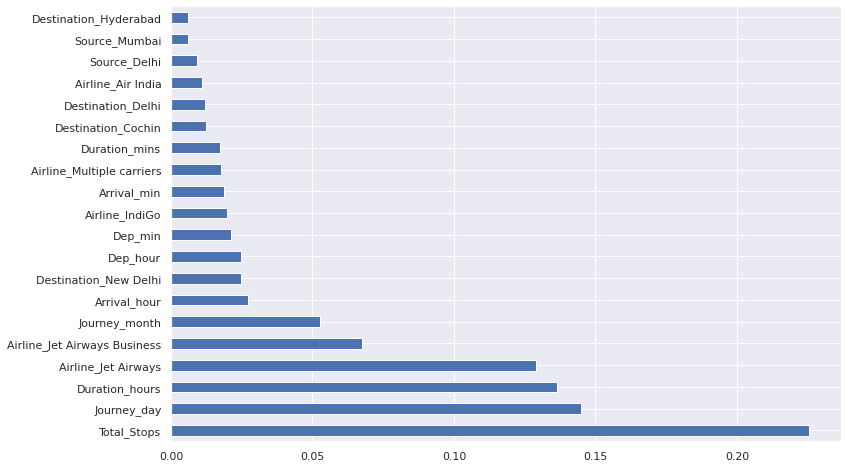 Destination_Hyderabad
Source_Mumbai
Source_Delhi
Airline_Air India
Destination_Delhi
Destination_Cochin
Duration_mins
Airline_Multiple carriers
Arrival_min
Airline_IndiGo
Dep_min
Dep_hour
Destination_New Delhi
Arrival_hour
Journey_month
Airline_Jet Airways Business
Airline_Jet Airways
Duration_hours
Journey_day
Total_Stops
0.00 0.05 0.10 0.15 0.20